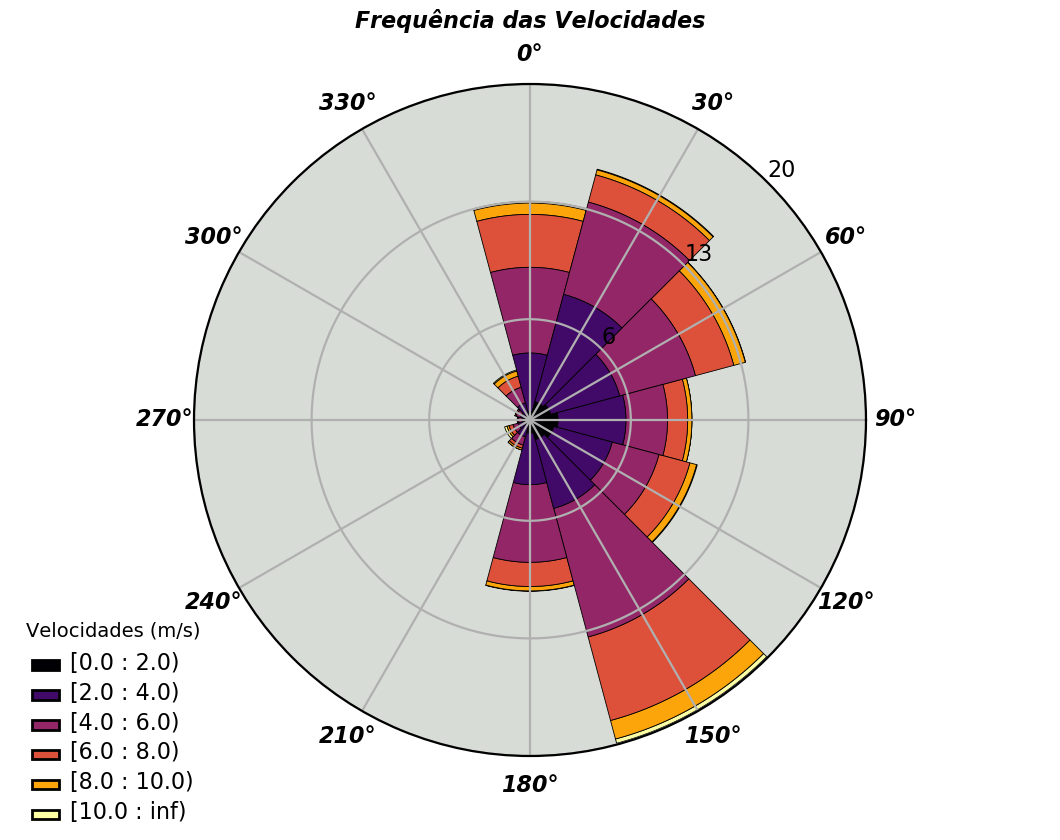 Frequência das Velocidades
0°
330°
30°
20
300°
60°
13
6
270°
90°
240°
120°
210°
150°
180°
Velocidades (m/s)
[0.0 : 2.0)
[2.0 : 4.0)
[4.0 : 6.0)
[6.0 : 8.0)
[8.0 : 10.0)
[10.0 : inf)